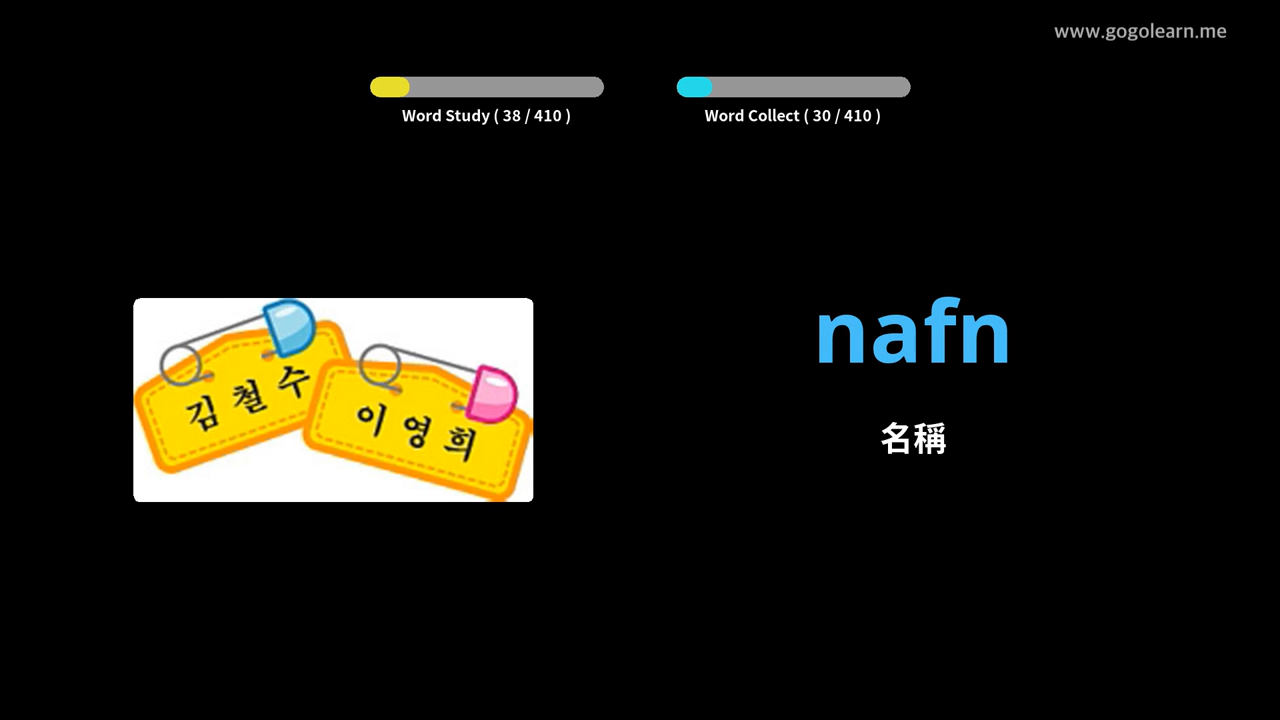 www.gogolearn.me
Word Study ( 38 / 410 )
Word Collect ( 30 / 410 )
김철수
이영희
nafn
名稱